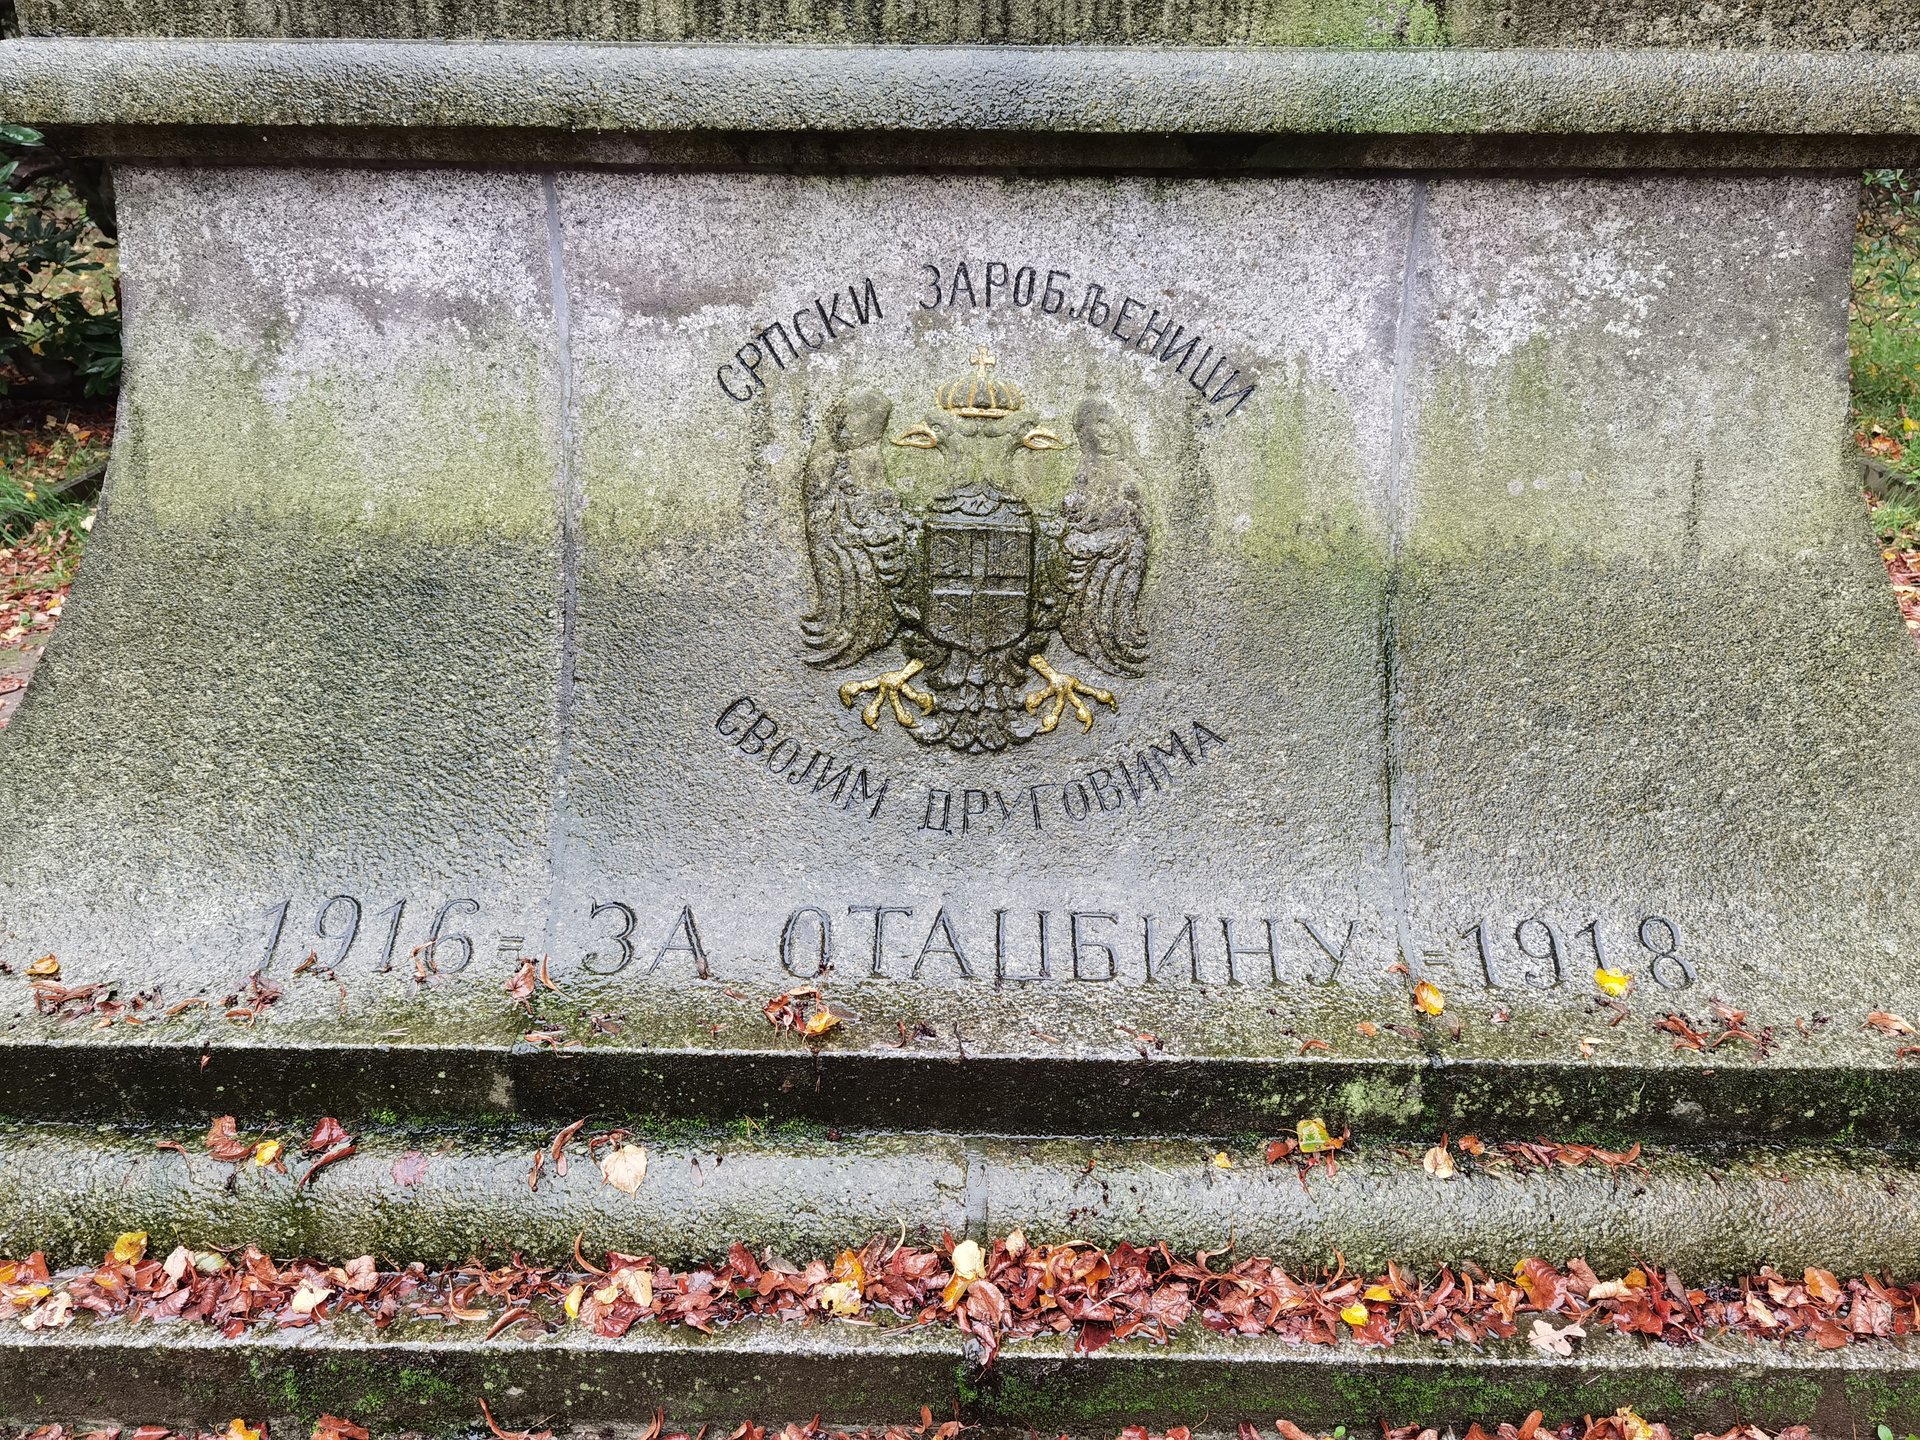 СРПСКИ ЗАРОБЉЕНИЦИ
СВОЈИМ ДРУГОВИМА
1916 = ЗА ОТАЏБИНУ = 1918